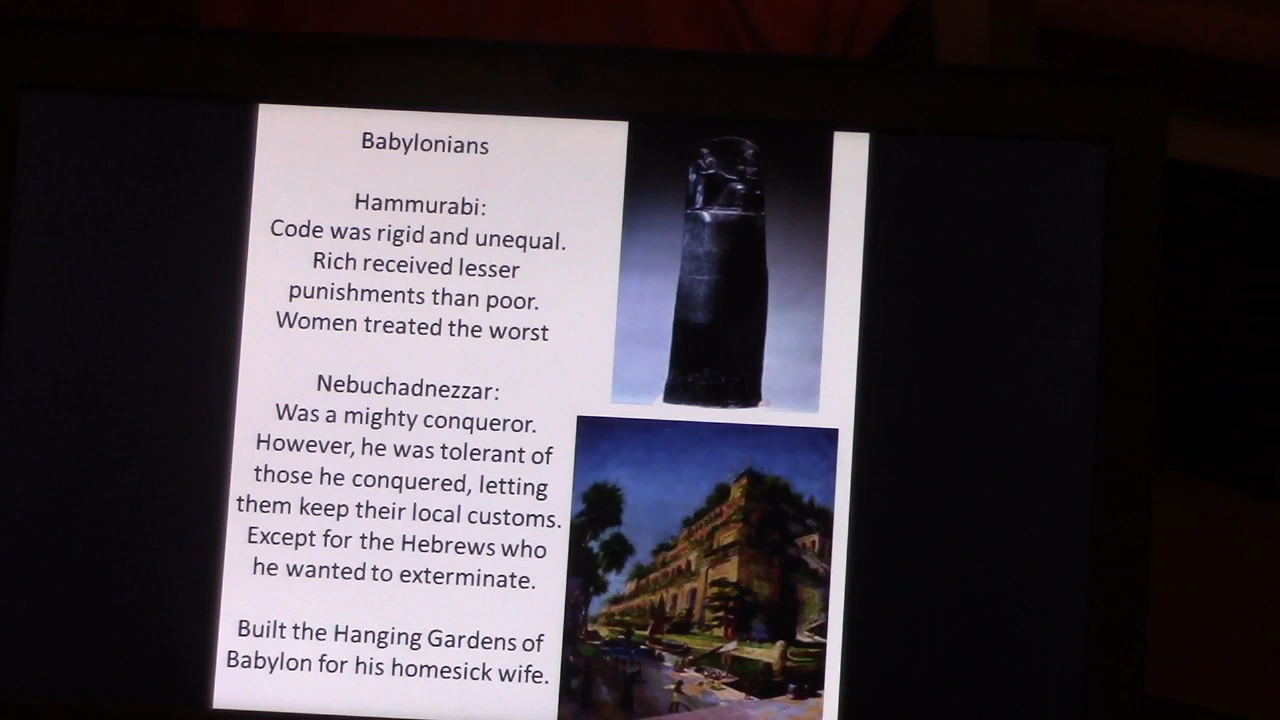 Babylonians
Hammurabi:
Code was rigid and unequal.
Rich received lesser
punishments than poor.
Women treated the worst
Nebuchadnezzar:
Was a mighty conqueror.
However, he was tolerant of
those he conquered, letting
them keep their local customs.
Except for the Hebrews who
he wanted to exterminate.
Built the Hanging Gardens of
Babylon for his homesick wife.